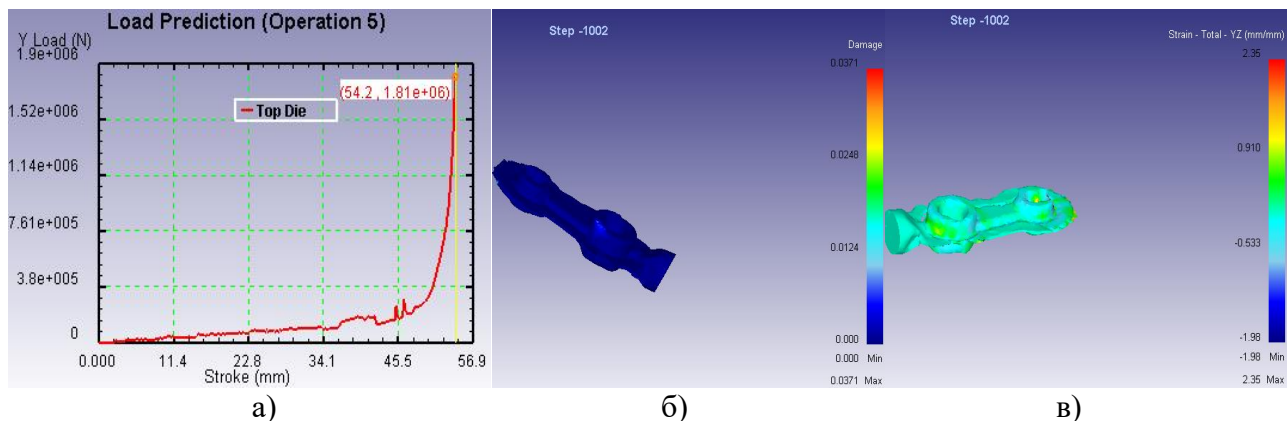 Load Prediction (Operation 5)
Y Load (N)
1.9e+006
1.52e+006
1.14e+006
7.61e+005
3.8e+005
0
(54.2, 1.81e+06)
Top Die
0.000
11.4
22.8
34.1
45.5
56.9
Stroke (mm)
а)
Step -1002
Damage
0.0371
0.0248
0.0124
0.000
0.000 Min
0.0371 Max
б)
Step -1002
Strain - Total - YZ (mm/mm)
2.35
0.910
-0.533
-1.98
-1.98 Min
2.35 Max
в)